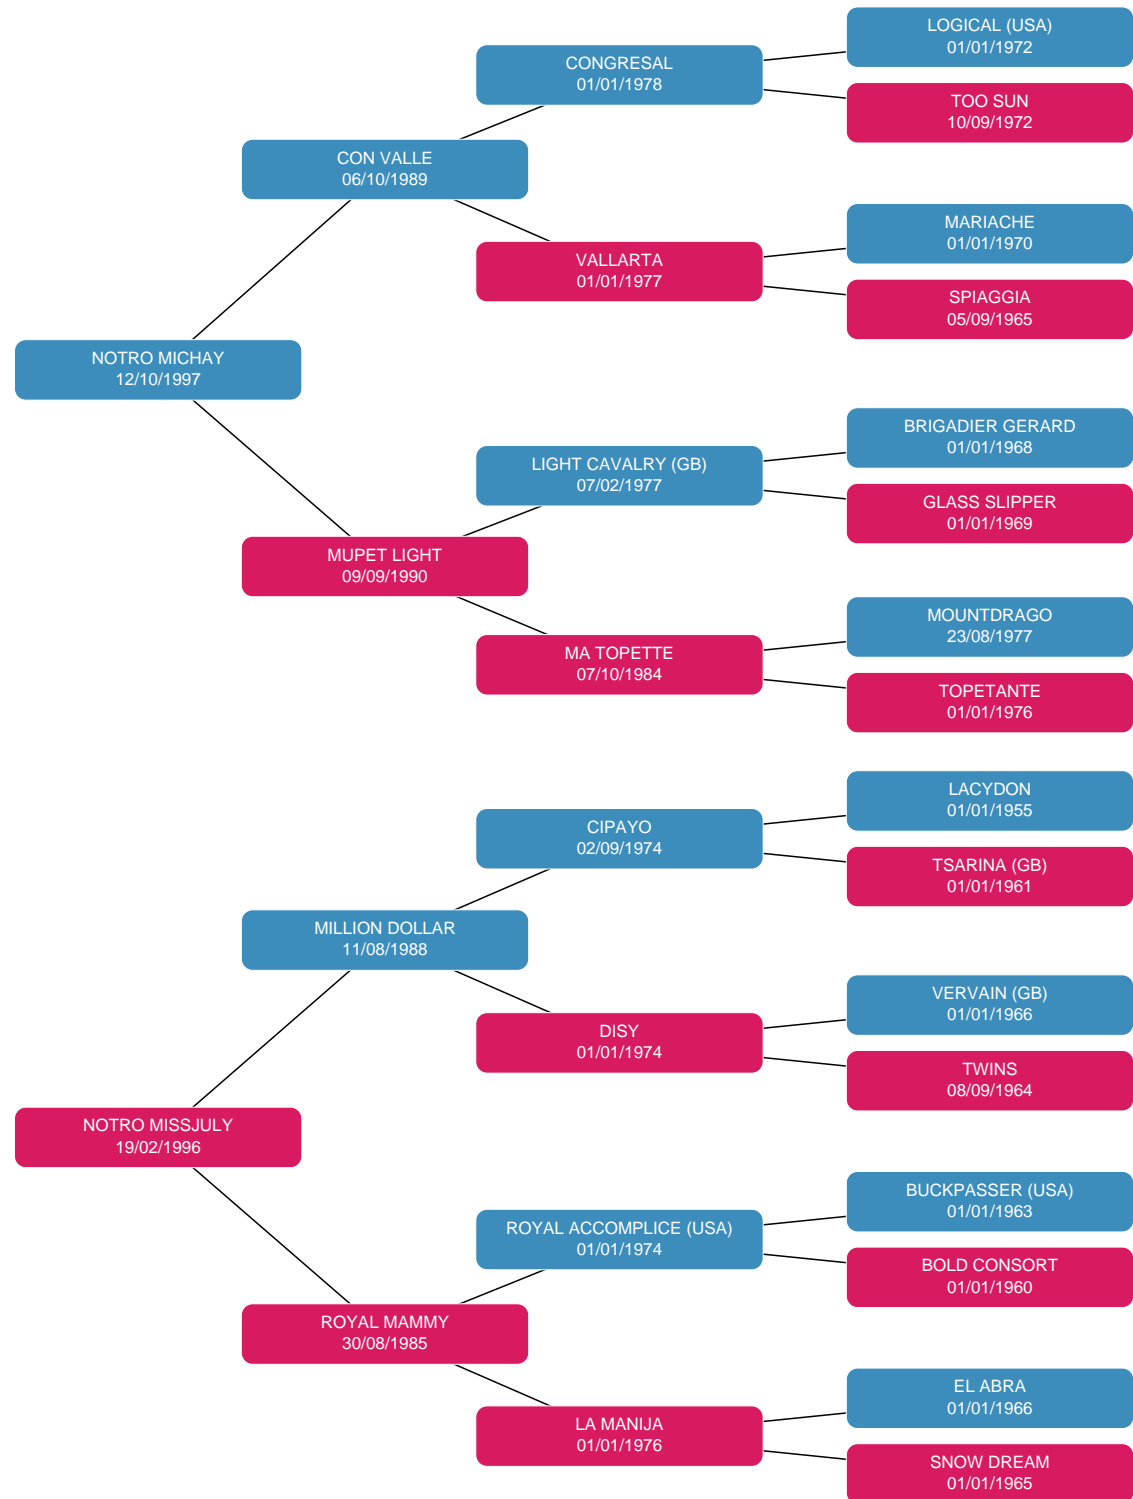 LOGICAL (USA)
01/01/1972
CONGRESAL
01/01/1978
TOO SUN
10/09/1972
CON VALLE
06/10/1989
MARIACHE
01/01/1970
VALLARTA
01/01/1977
SPIAGGIA
05/09/1965
NOTRO MICHAY
12/10/1997
BRIGADIER GERARD
01/01/1968
LIGHT CAVALRY (GB)
07/02/1977
GLASS SLIPPER
01/01/1969
MUPET LIGHT
09/09/1990
MOUNTDRAGO
23/08/1977
MA TOPETTE
07/10/1984
TOPETANTE
01/01/1976
LACYDON
01/01/1955
CIPAYO
02/09/1974
TSARINA (GB)
01/01/1961
MILLION DOLLAR
11/08/1988
VERVAIN (GB)
01/01/1966
DISY
01/01/1974
TWINS
08/09/1964
NOTRO MISSJULY
19/02/1996
BUCKPASSER (USA)
01/01/1963
ROYAL ACCOMPLICE (USA)
01/01/1974
BOLD CONSORT
01/01/1960
ROYAL MAMMY
30/08/1985
EL ABRA
01/01/1966
LA MANIJA
01/01/1976
SNOW DREAM
01/01/1965